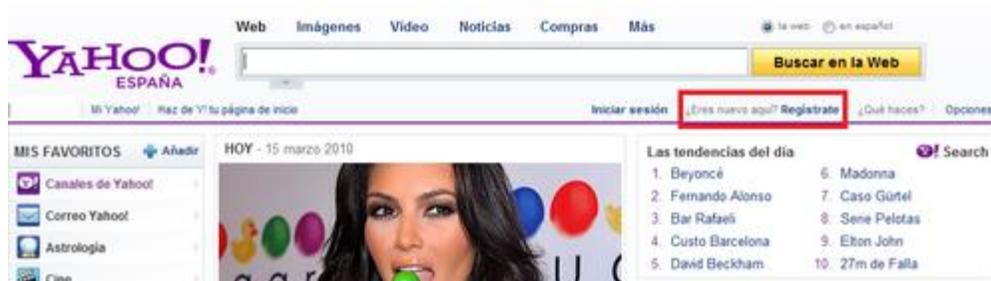 Web Imágenes Vídeo Noticias Compras Más la web en español
YAHOO!
ESPAÑA
Buscar en la Web
Mi Yahoo! Haz de Y! tu página de inicio Iniciar sesión ¿Eres nuevo aquí? Regístrate ¿Qué haces? Opciones
MIS FAVORITOS Añadir
Canales de Yahoo!
Correo Yahoo!
Astrología
Cine
HOY - 15 marzo 2010
Las tendencias del día Y! Search
1. Beyoncé
2. Fernando Alonso
3. Bar Rafaeli
4. Custo Barcelona
5. David Beckham
6. Madonna
7. Caso Gürtel
8. Serie Pelotas
9. Elton John
10. 27m de Falla